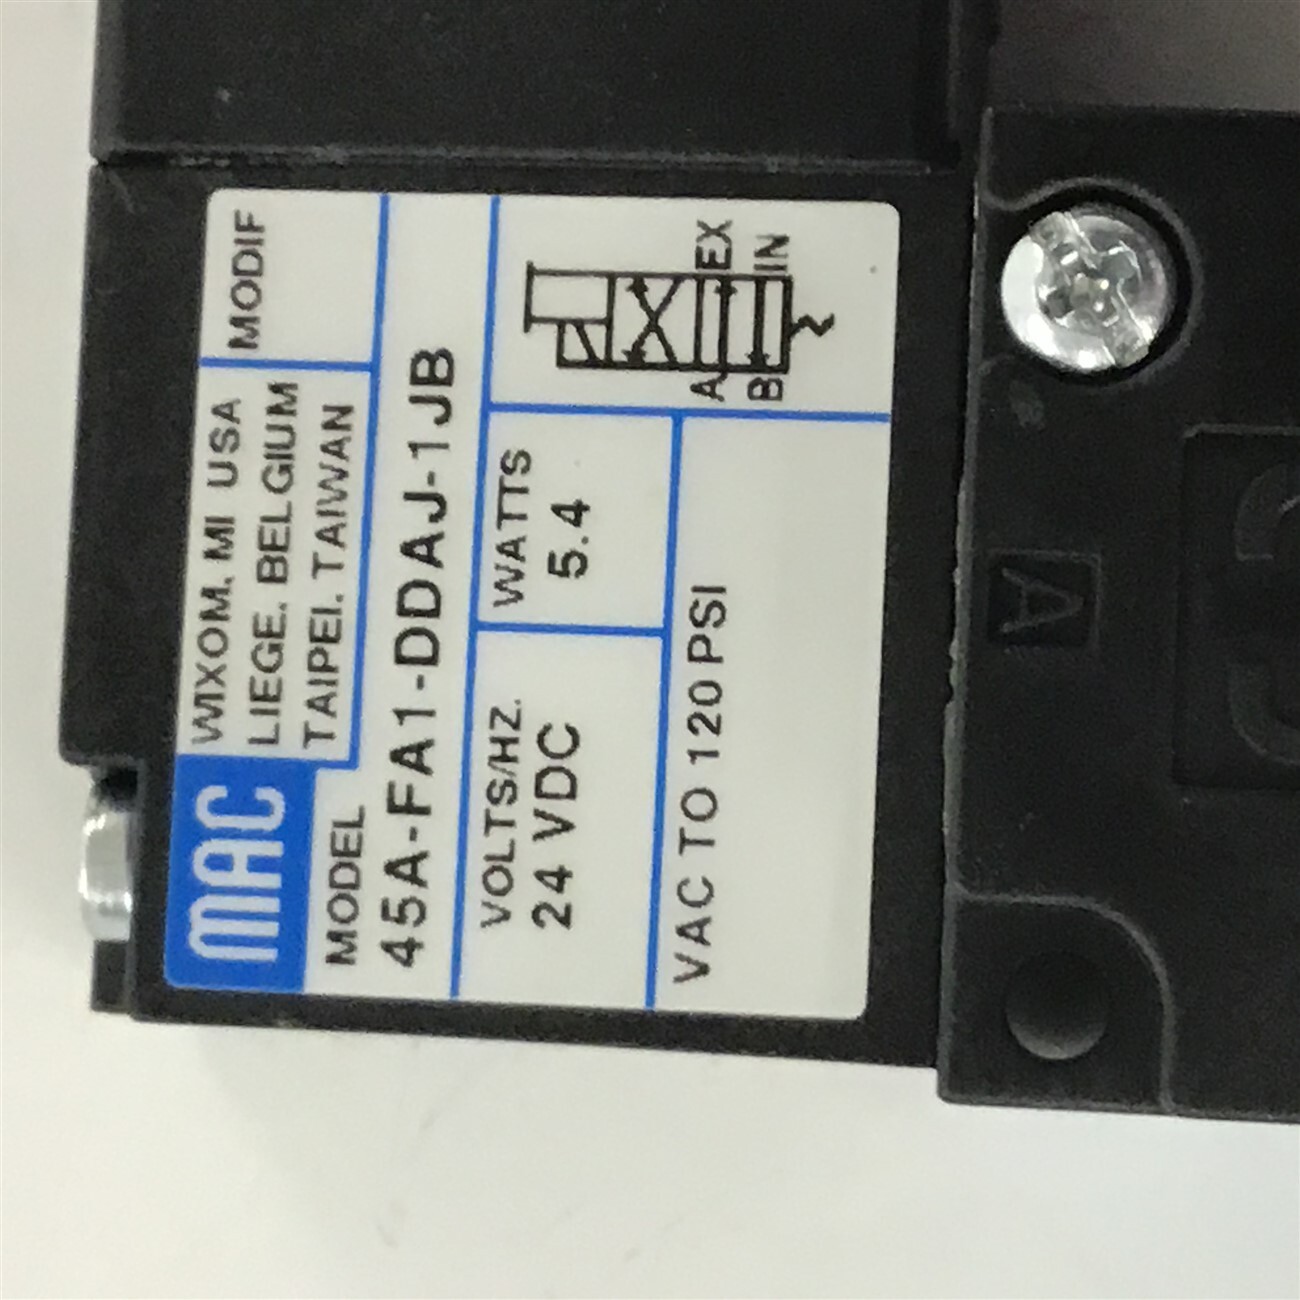 MAC
WIXOM, MI USA
LIEGE, BELGIUM
TAIPEI, TAIWAN
MODIF
MODEL
45A-FA1-DDAJ-1JB
VOLTS/HZ.
24 VDC
WATTS
5.4
A
B
EX
IN
VAC TO 120 PSI
A